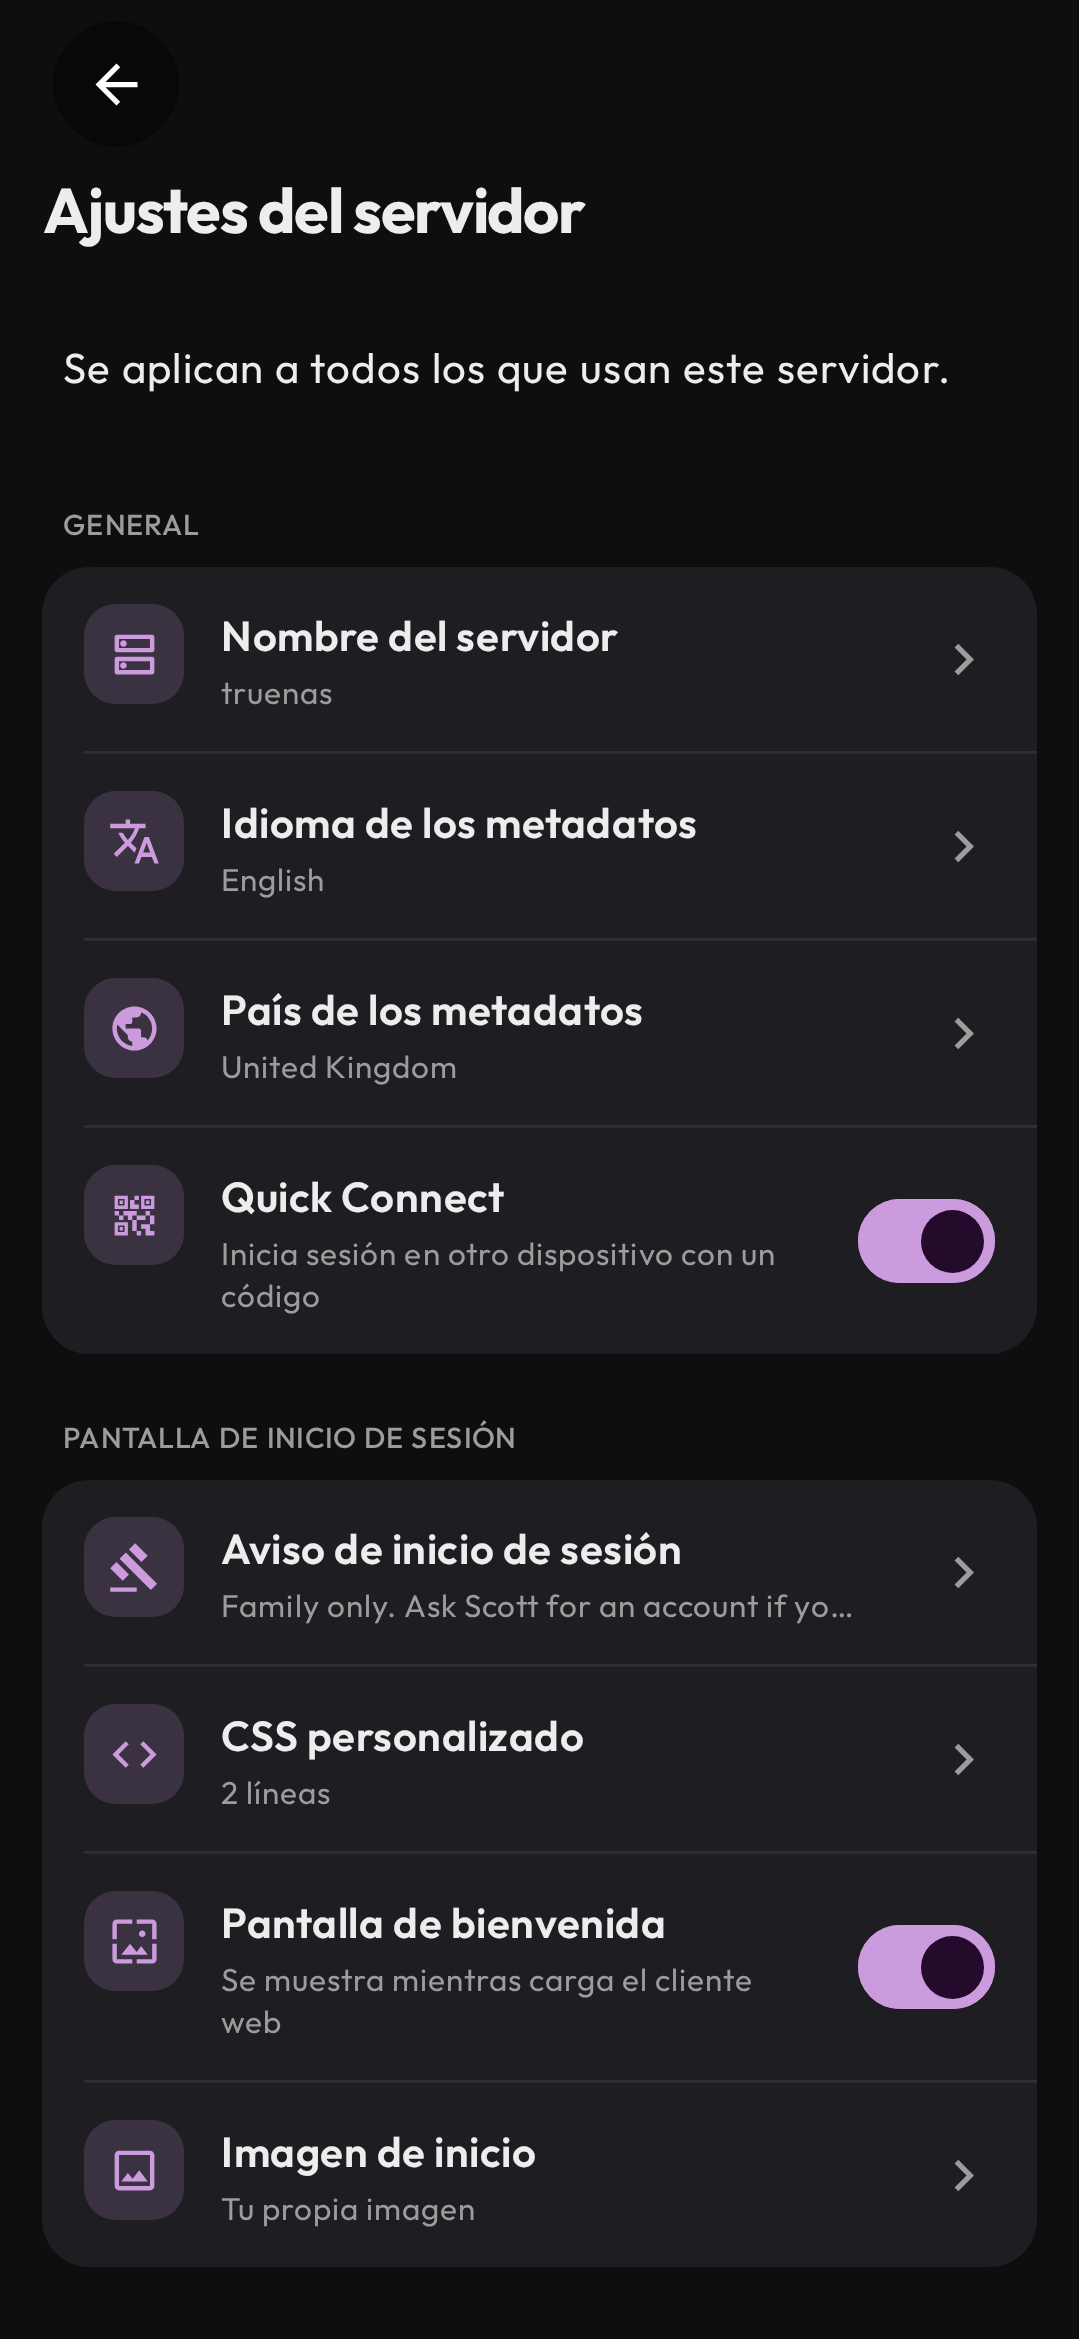 Ajustes del servidor
Se aplican a todos los que usan este servidor.
GENERAL
Nombre del servidor
truenas
Idioma de los metadatos
English
País de los metadatos
United Kingdom
Quick Connect
Inicia sesión en otro dispositivo con un
código
PANTALLA DE INICIO DE SESIÓN
Aviso de inicio de sesión
Family only. Ask Scott for an account if yo…
CSS personalizado
2 líneas
Pantalla de bienvenida
Se muestra mientras carga el cliente
web
Imagen de inicio
Tu propia imagen